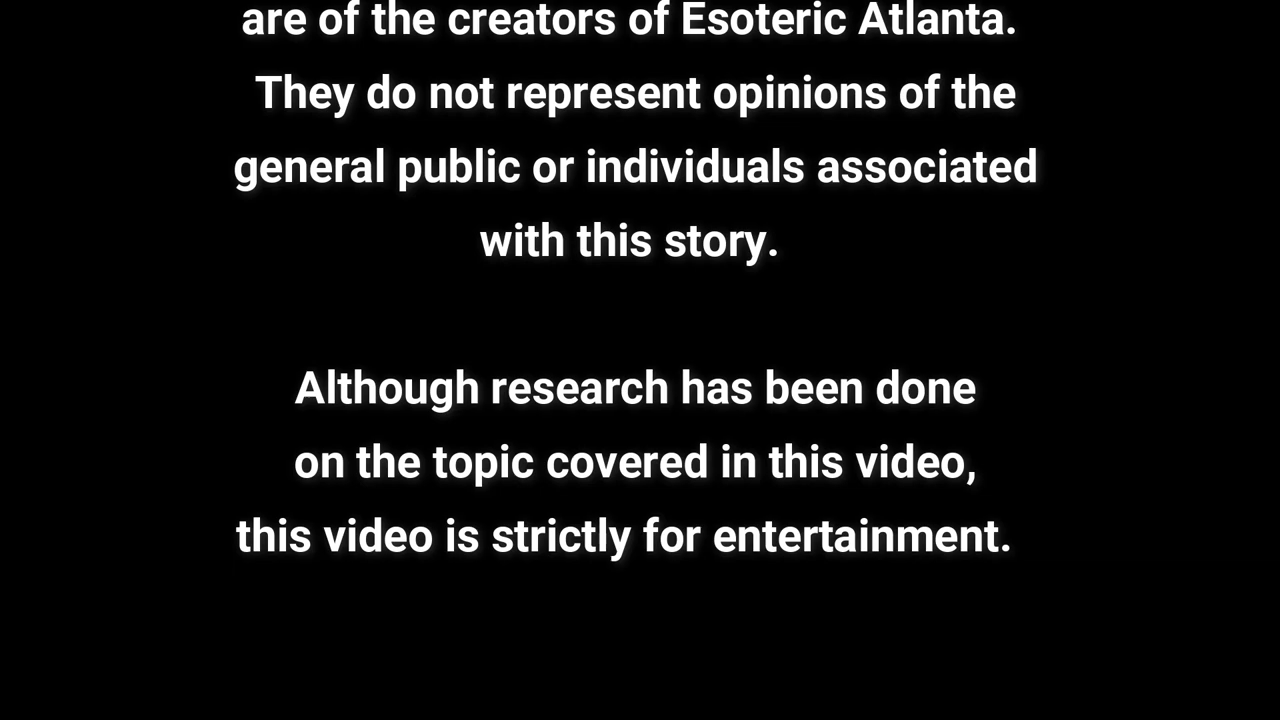 are of the creators of Esoteric Atlanta.
They do not represent opinions of the
general public or individuals associated
with this story.
Although research has been done
on the topic covered in this video,
this video is strictly for entertainment.